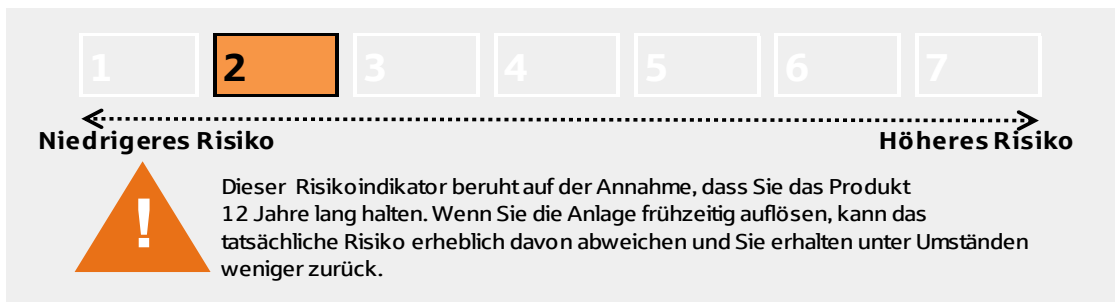 1 2 3 4 5 6 7
Niedrigeres Risiko Höheres Risiko
! Dieser Risikoindikator beruht auf der Annahme, dass Sie das Produkt
12 Jahre lang halten. Wenn Sie die Anlage frühzeitig auflösen, kann das
tatsächliche Risiko erheblich davon abweichen und Sie erhalten unter Umständen
weniger zurück.